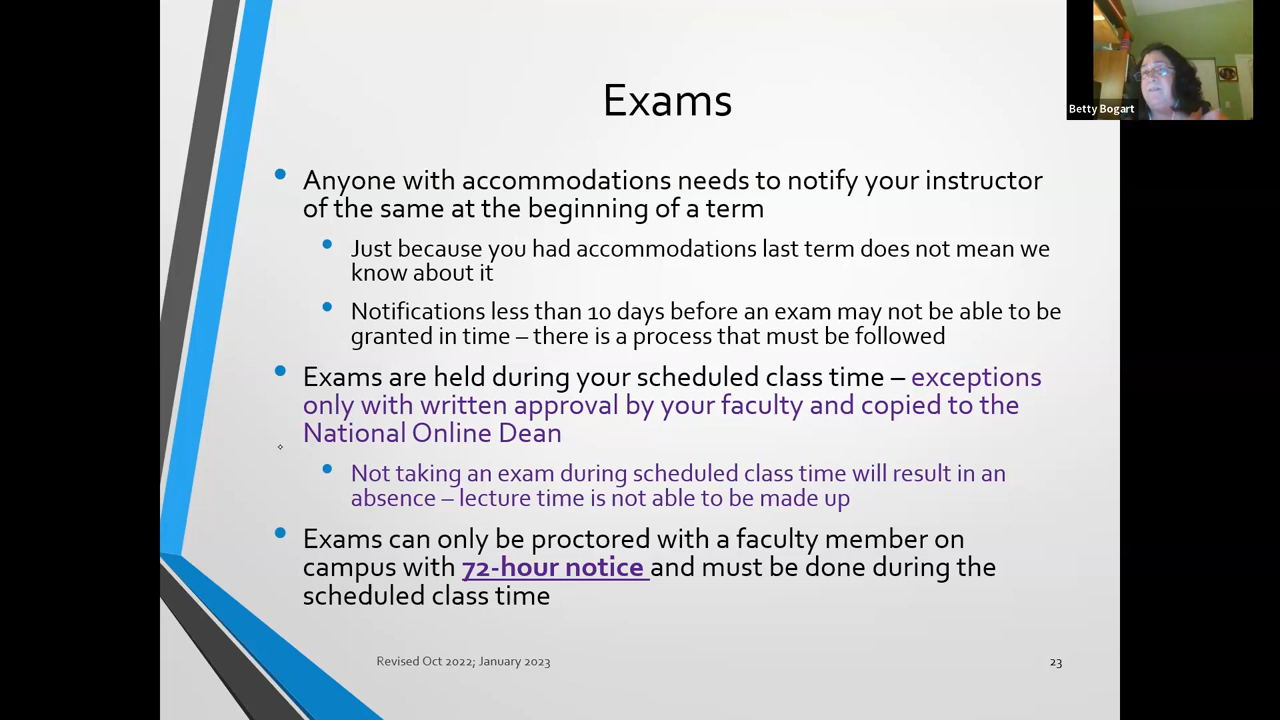 Exams
Betty Bogart
• Anyone with accommodations needs to notify your instructor
of the same at the beginning of a term
• Just because you had accommodations last term does not mean we
know about it
• Notifications less than 10 days before an exam may not be able to be
granted in time – there is a process that must be followed
• Exams are held during your scheduled class time – exceptions
only with written approval by your faculty and copied to the
National Online Dean
• Not taking an exam during scheduled class time will result in an
absence – lecture time is not able to be made up
• Exams can only be proctored with a faculty member on
campus with 72-hour notice and must be done during the
scheduled class time
Revised Oct 2022; January 2023
23